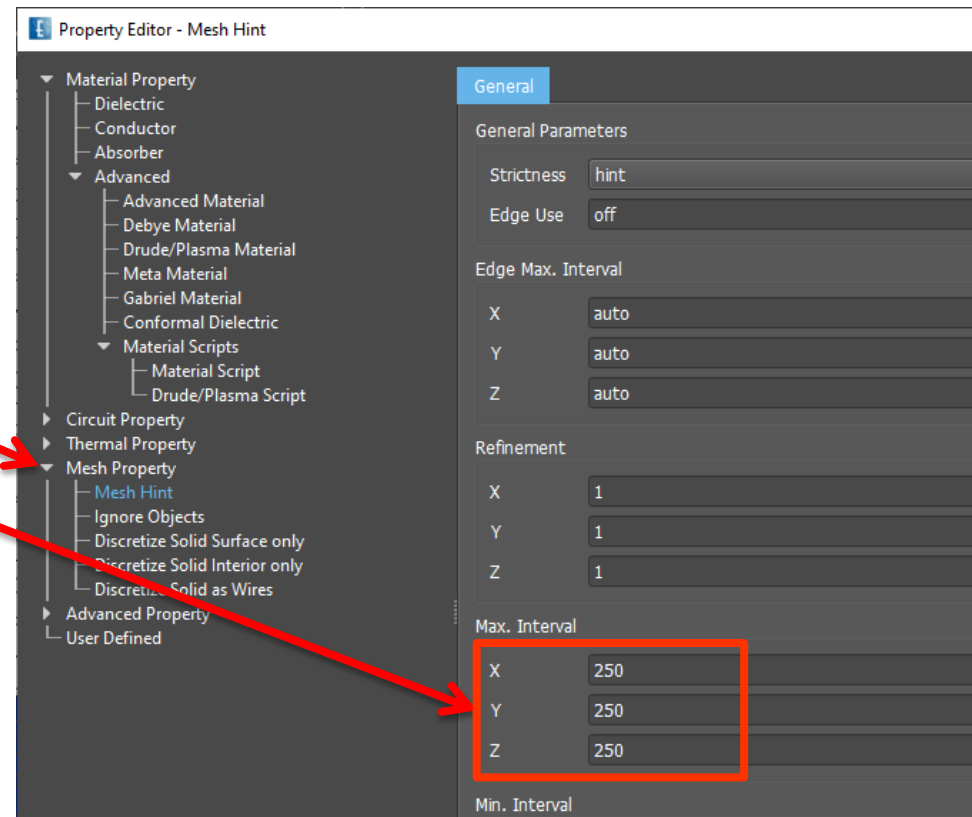 Property Editor - Mesh Hint
Material Property
Dielectric
Conductor
Absorber
Advanced
Advanced Material
Debye Material
Drude/Plasma Material
Meta Material
Gabriel Material
Conformal Dielectric
Material Scripts
Material Script
Drude/Plasma Script
Circuit Property
Thermal Property
Mesh Property
Mesh Hint
Ignore Objects
Discretize Solid Surface only
Discretize Solid Interior only
Discretize Solid as Wires
Advanced Property
User Defined
General
General Parameters
Strictness hint
Edge Use off
Edge Max. Interval
X auto
Y auto
Z auto
Refinement
X 1
Y 1
Z 1
Max. Interval
X 250
Y 250
Z 250
Min. Interval